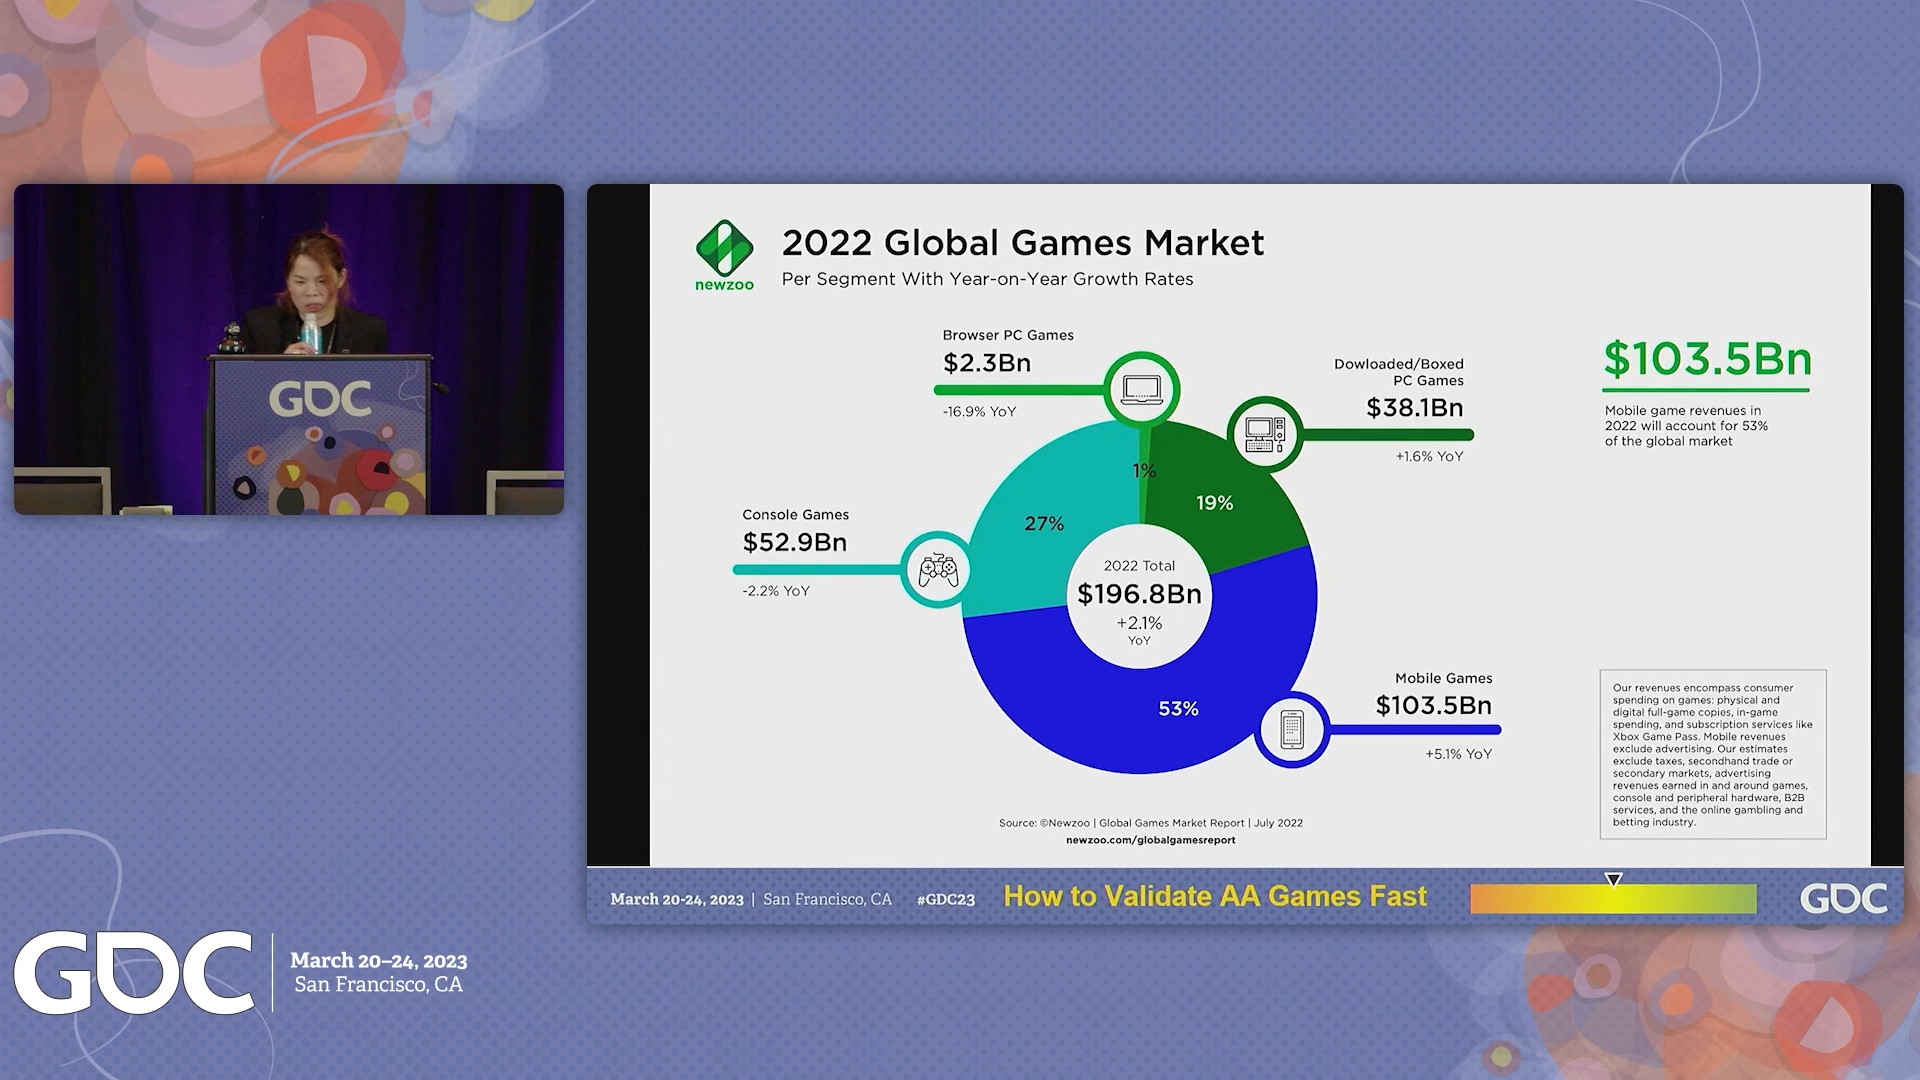 GDC
newzoo
2022 Global Games Market
Per Segment With Year-on-Year Growth Rates
Browser PC Games
$2.3Bn
-16.9% YoY
Dowloaded/Boxed
PC Games
$38.1Bn
+1.6% YoY
$103.5Bn
Mobile game revenues in
2022 will account for 53%
of the global market
1%
19%
27%
53%
Console Games
$52.9Bn
-2.2% YoY
2022 Total
$196.8Bn
+2.1%
YoY
Mobile Games
$103.5Bn
+5.1% YoY
Our revenues encompass consumer
spending on games: physical and
digital full-game copies, in-game
spending, and subscription services like
Xbox Game Pass. Mobile revenues
exclude advertising. Our estimates
exclude taxes, secondhand trade or
secondary markets, advertising
revenues earned in and around games,
console and peripheral hardware, B2B
services, and the online gambling and
betting industry.
Source: ©Newzoo | Global Games Market Report | July 2022
newzoo.com/globalgamesreport
March 20-24, 2023 | San Francisco, CA #GDC23 How to Validate AA Games Fast GDC
GDC
March 20–24, 2023
San Francisco, CA